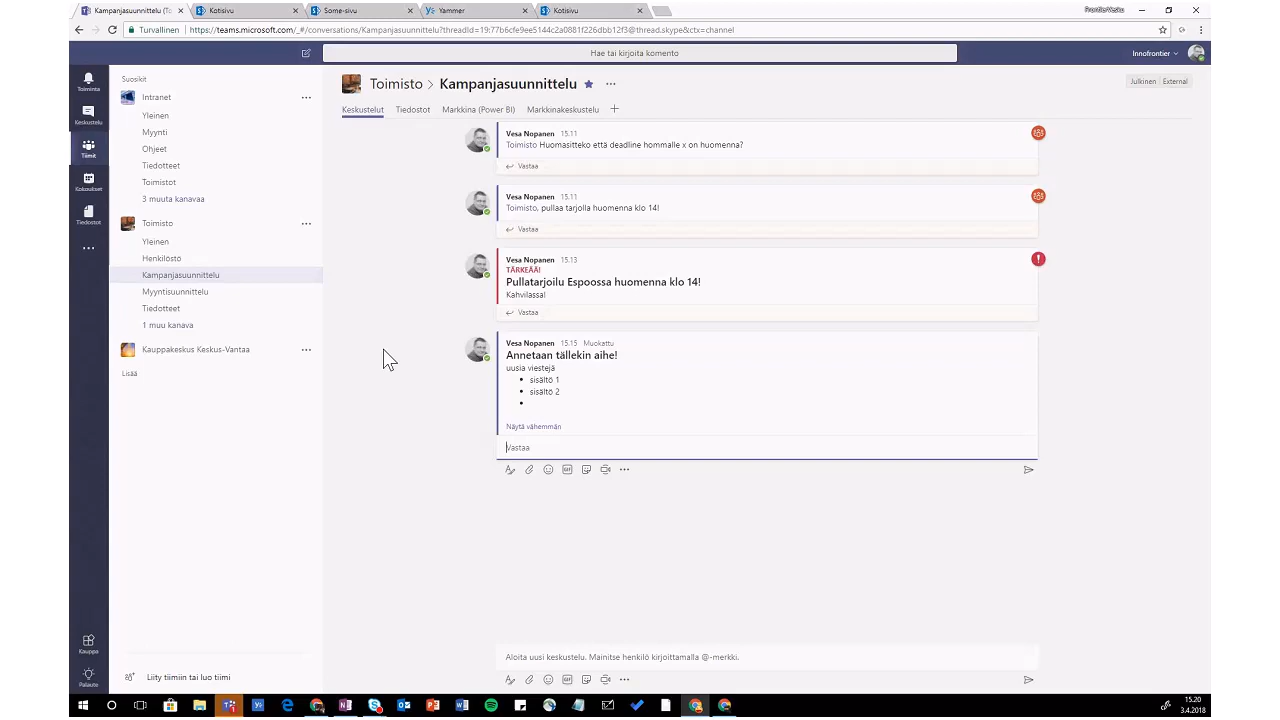 Kampanjasuunnittelu (To
Kotisivu
Some-sivu
Yammer
Kotisivu
FrontierVesku
Turvallinen
https://teams.microsoft.com/_#/conversations/Kampanjasuunnittelu?threadId=19:77b6cfe9ee5144c2a0881f226dbb12f3@thread.skype&ctx=channel
Hae tai kirjoita komento
Innofrontier
Toiminta
Keskustelu
Tiimit
Kokoukset
Tiedostot
Kauppa
Palaute
Suosikit
Intranet
Yleinen
Myynti
Ohjeet
Tiedotteet
Toimistot
3 muuta kanavaa
Toimisto
Yleinen
Henkilöstö
Kampanjasuunnittelu
Myyntisuunnittelu
Tiedotteet
1 muu kanava
Kauppakeskus Keskus-Vantaa
Lisää
Liity tiimiin tai luo tiimi
Toimisto > Kampanjasuunnittelu
Julkinen External
Keskustelut Tiedostot Markkina (Power BI) Markkinakeskustelu
Vesa Nopanen 15.11
Toimisto Huomasitteko että deadline hommalle x on huomenna?
Vastaa
Vesa Nopanen 15.11
Toimisto, pullaa tarjolla huomenna klo 14!
Vastaa
Vesa Nopanen 15.13
TÄRKEÄÄ!
Pullatarjoilu Espoossa huomenna klo 14!
Kahvilassa!
Vastaa
Vesa Nopanen 15.15 Muokattu
Annetaan tällekin aihe!
uusia viestejä
• sisältö 1
• sisältö 2
•
Näytä vähemmän
Vastaa
GIF
Aloita uusi keskustelu. Mainitse henkilö kirjoittamalla @-merkki.
GIF
15.20
3.4.2018